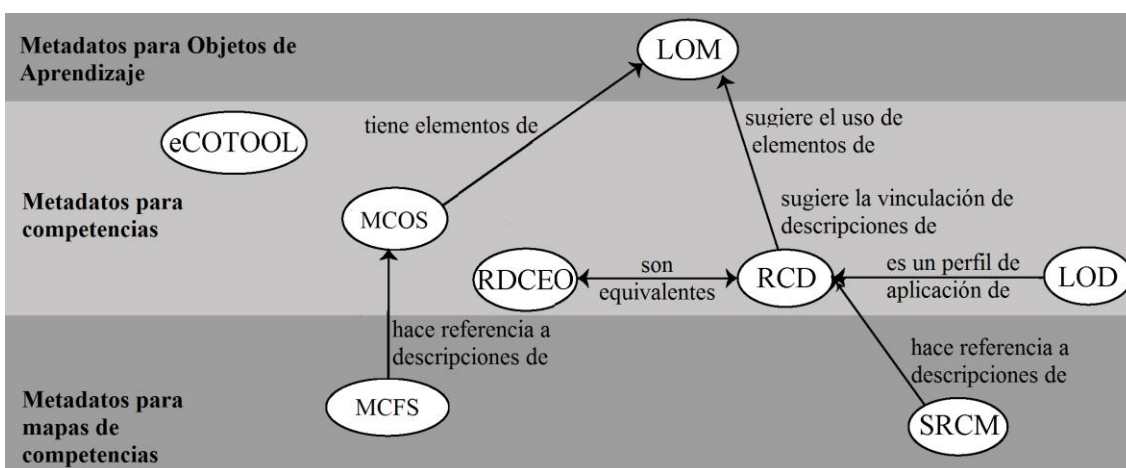 Metadatos para Objetos de
Aprendizaje
LOM
tiene elementos de
sugiere el uso de
elementos de
eCOTOOL
Metadatos para
competencias
MCOS
sugiere la vinculación de
descripciones de
RDCEO
son
equivalentes
RCD
es un perfil de
aplicación de
LOD
hace referencia a
descripciones de
hace referencia a
descripciones de
Metadatos para
mapas de
competencias
MCFS
SRCM